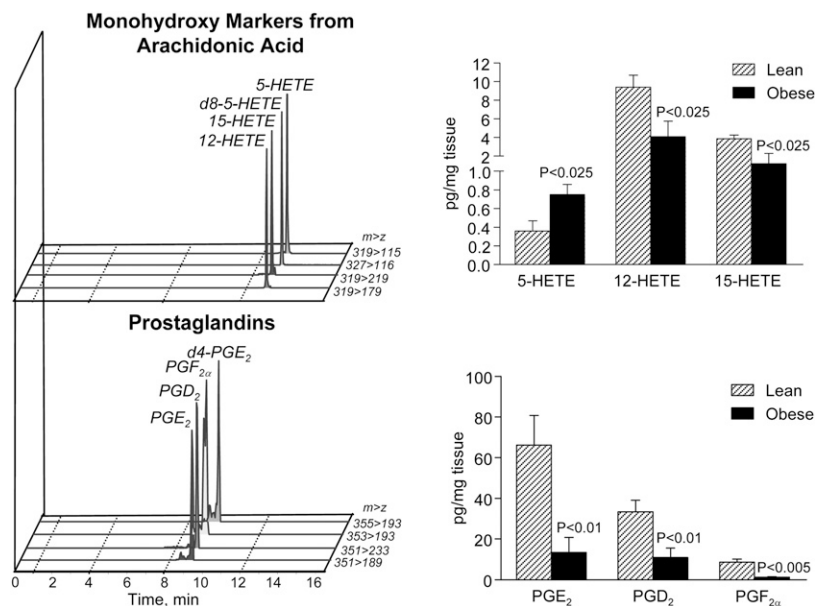 Monohydroxy Markers from
Arachidonic Acid
5-HETE
d8-5-HETE
15-HETE
12-HETE
m>z
319>115
327>116
319>219
319>179
Prostaglandins
d4-PGE₂
PGF₂α
PGD₂
PGE₂
m>z
355>193
353>193
351>233
351>189
0 2 4 6 8 10 12 14 16
Time, min
Lean
Obese
pg/mg tissue
12
10
8
6
4
2
1.0
0.8
0.6
0.4
0.2
0.0
P<0.025
P<0.025
P<0.025
5-HETE 12-HETE 15-HETE
Lean
Obese
pg/mg tissue
100
80
60
40
20
0
P<0.01
P<0.01
P<0.005
PGE₂ PGD₂ PGF₂α